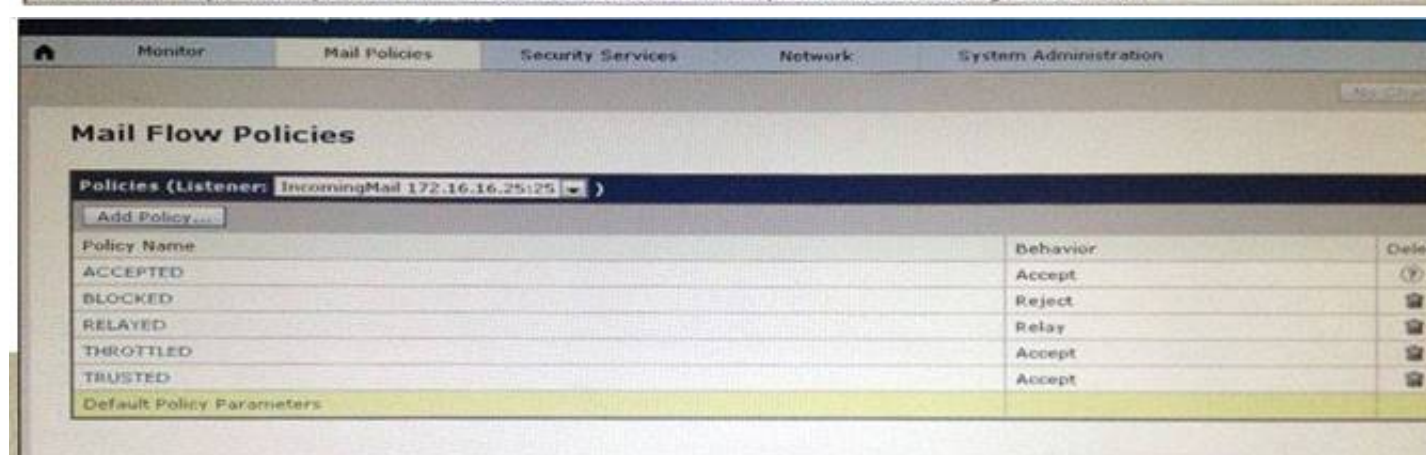 Monitor Mail Policies Security Services Network System Administration
Mail Flow Policies
Policies (Listener: IncomingMail 172.16.16.25:25 )
Add Policy...
Policy Name Behavior
ACCEPTED Accept
BLOCKED Reject
RELAYED Relay
THROTTLED Accept
TRUSTED Accept
Default Policy Parameters